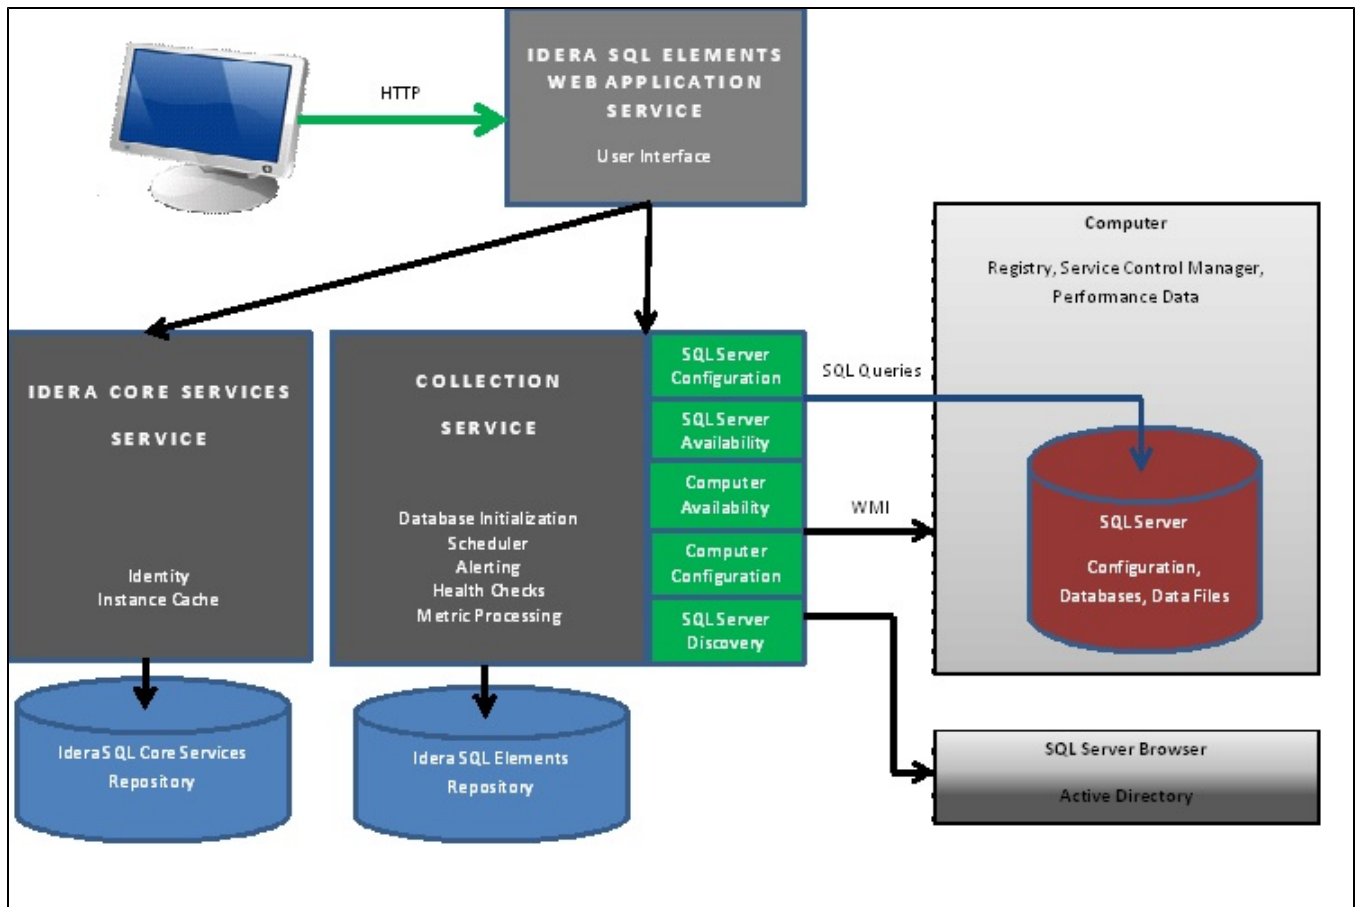 HTTP
IDERA SQL ELEMENTS
WEB APPLICATION
SERVICE
User Interface
Computer
Registry, Service Control Manager,
Performance Data
IDERA CORE SERVICES
SERVICE
Identity
Instance Cache
COLLECTION
SERVICE
Database Initialization
Scheduler
Alerting
Health Checks
Metric Processing
SQL Server
Configuration
SQL Server
Availability
Computer
Availability
Computer
Configuration
SQL Server
Discovery
SQL Queries
WMI
SQL Server
Configuration,
Databases, Data Files
Idera SQL Core Services
Repository
Idera SQL Elements
Repository
SQL Server Browser
Active Directory